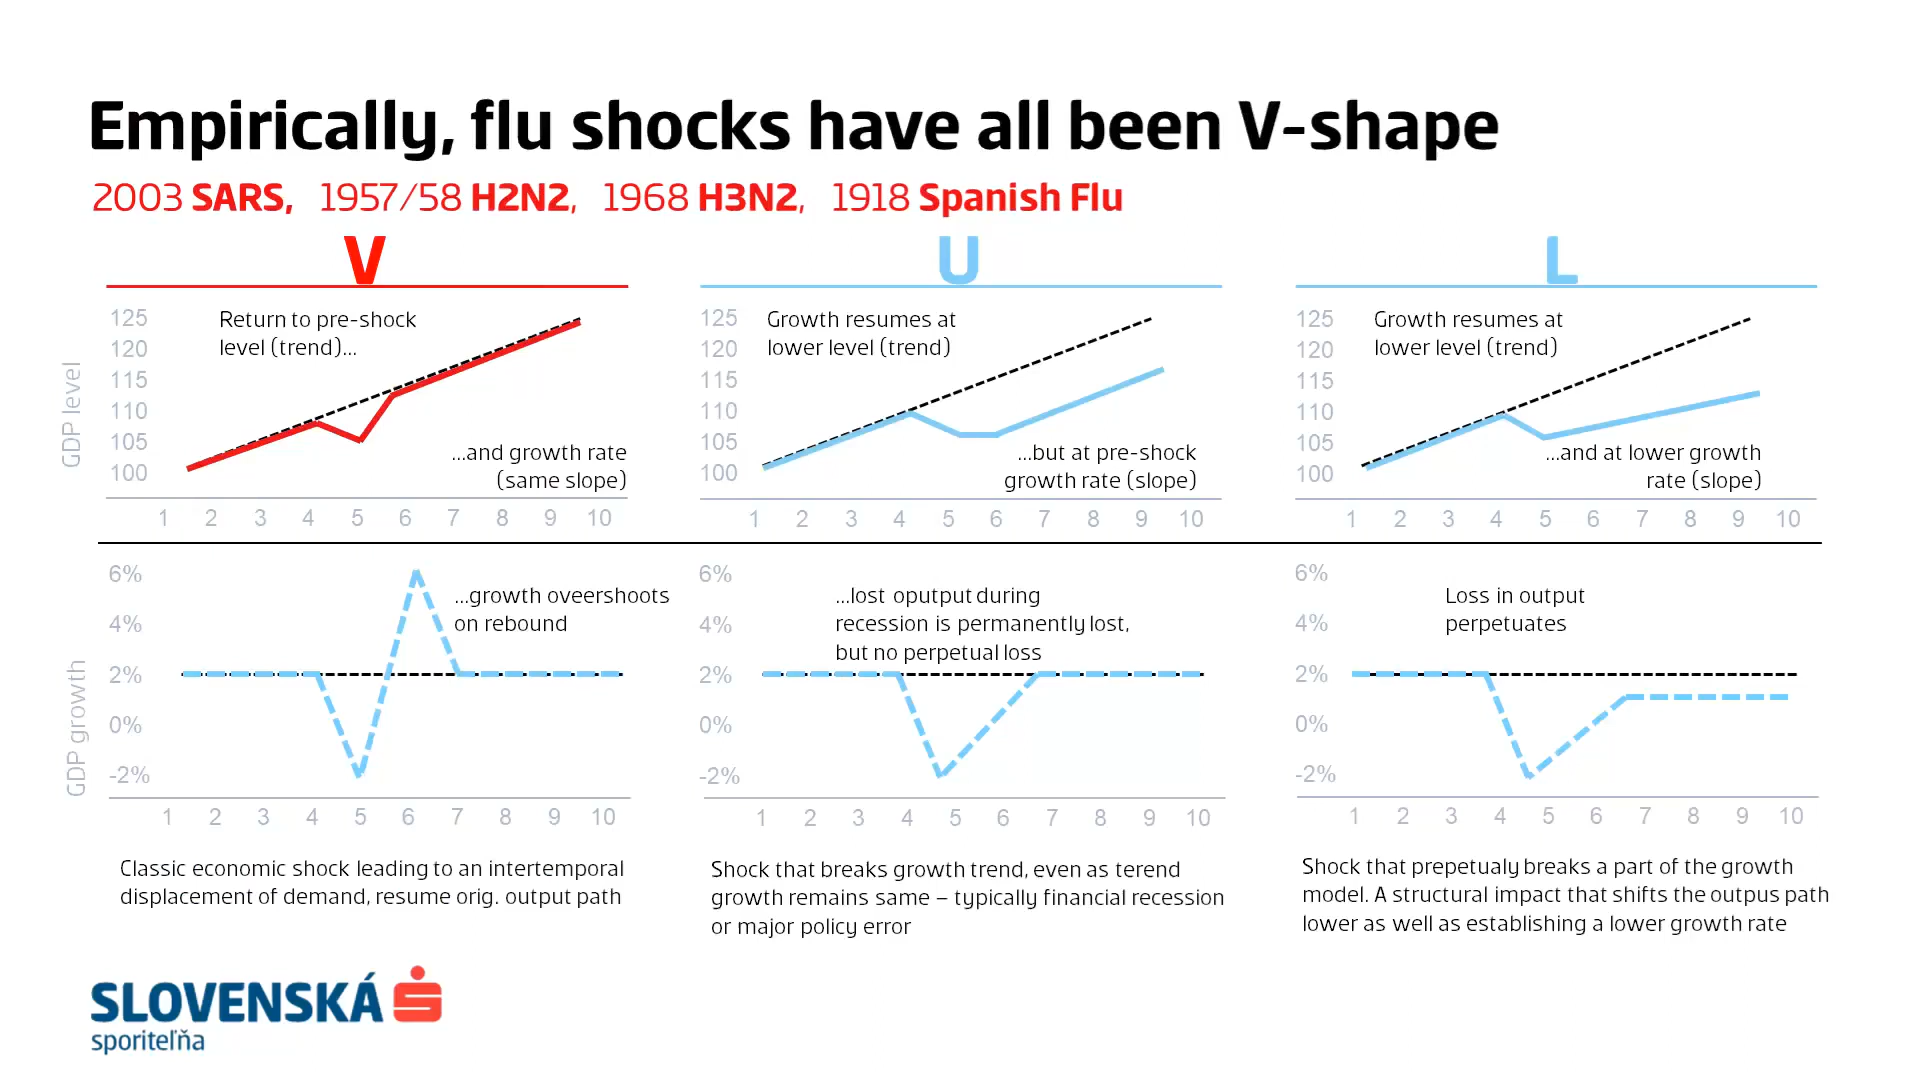 Empirically, flu shocks have all been V-shape
2003 SARS, 1957/58 H2N2, 1968 H3N2, 1918 Spanish Flu
V
GDP level
125
120
115
110
105
100
Return to pre-shock
level (trend)...
...and growth rate
(same slope)
1 2 3 4 5 6 7 8 9 10
U
125
120
115
110
105
100
Growth resumes at
lower level (trend)
...but at pre-shock
growth rate (slope)
1 2 3 4 5 6 7 8 9 10
L
125
120
115
110
105
100
Growth resumes at
lower level (trend)
...and at lower growth
rate (slope)
1 2 3 4 5 6 7 8 9 10
GDP growth
6%
4%
2%
0%
-2%
...growth oveershoots
on rebound
1 2 3 4 5 6 7 8 9 10
6%
4%
2%
0%
-2%
...lost oputput during
recession is permanently lost,
but no perpetual loss
1 2 3 4 5 6 7 8 9 10
6%
4%
2%
0%
-2%
Loss in output
perpetuates
1 2 3 4 5 6 7 8 9 10
Classic economic shock leading to an intertemporal
displacement of demand, resume orig. output path
Shock that breaks growth trend, even as terend
growth remains same – typically financial recession
or major policy error
Shock that prepetualy breaks a part of the growth
model. A structural impact that shifts the outpus path
lower as well as establishing a lower growth rate
SLOVENSKÁ
sporiteľňa